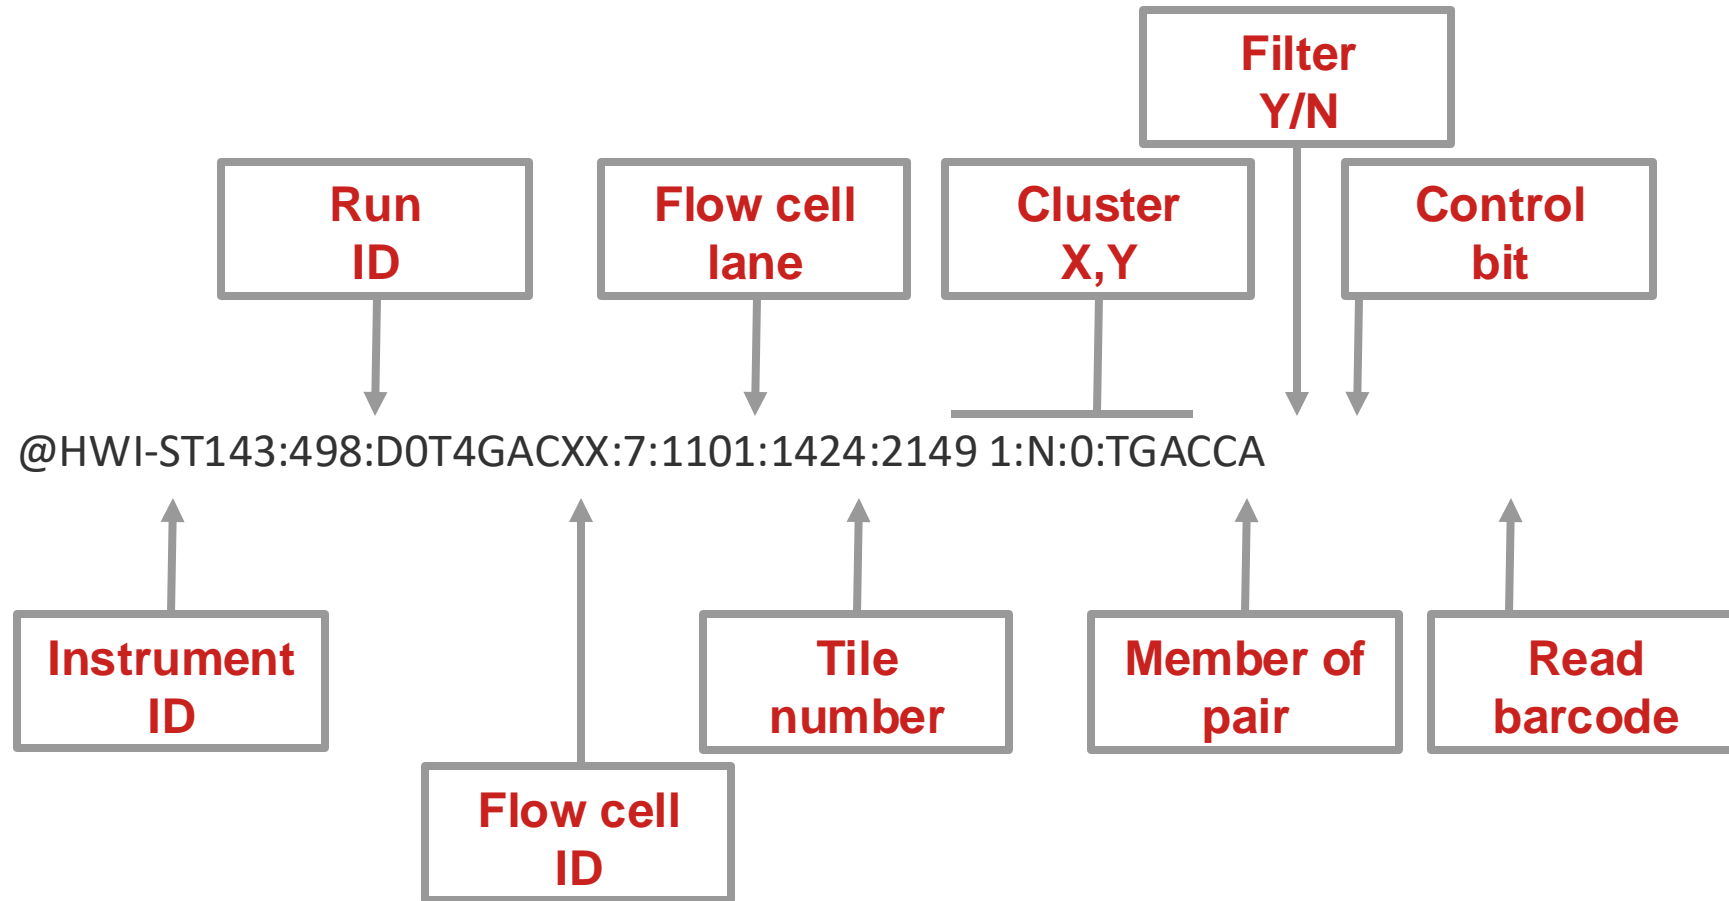 Filter
Y/N
Run
ID
Flow cell
lane
Cluster
X,Y
Control
bit
@HWI-ST143:498:D0T4GACXX:7:1101:1424:2149 1:N:0:TGACCA
Instrument
ID
Tile
number
Member of
pair
Read
barcode
Flow cell
ID